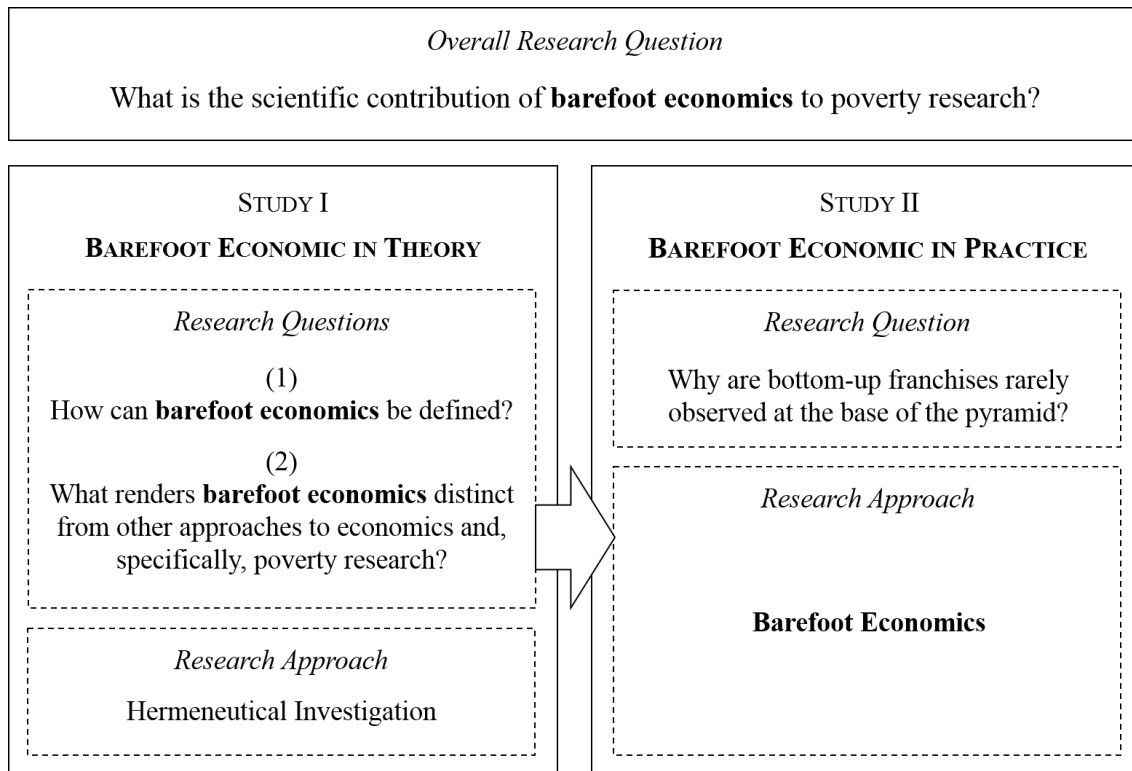 Overall Research Question
What is the scientific contribution of barefoot economics to poverty research?
STUDY I
BAREFOOT ECONOMIC IN THEORY
Research Questions
(1)
How can barefoot economics be defined?
(2)
What renders barefoot economics distinct
from other approaches to economics and,
specifically, poverty research?
Research Approach
Hermeneutical Investigation
STUDY II
BAREFOOT ECONOMIC IN PRACTICE
Research Question
Why are bottom-up franchises rarely
observed at the base of the pyramid?
Research Approach
Barefoot Economics